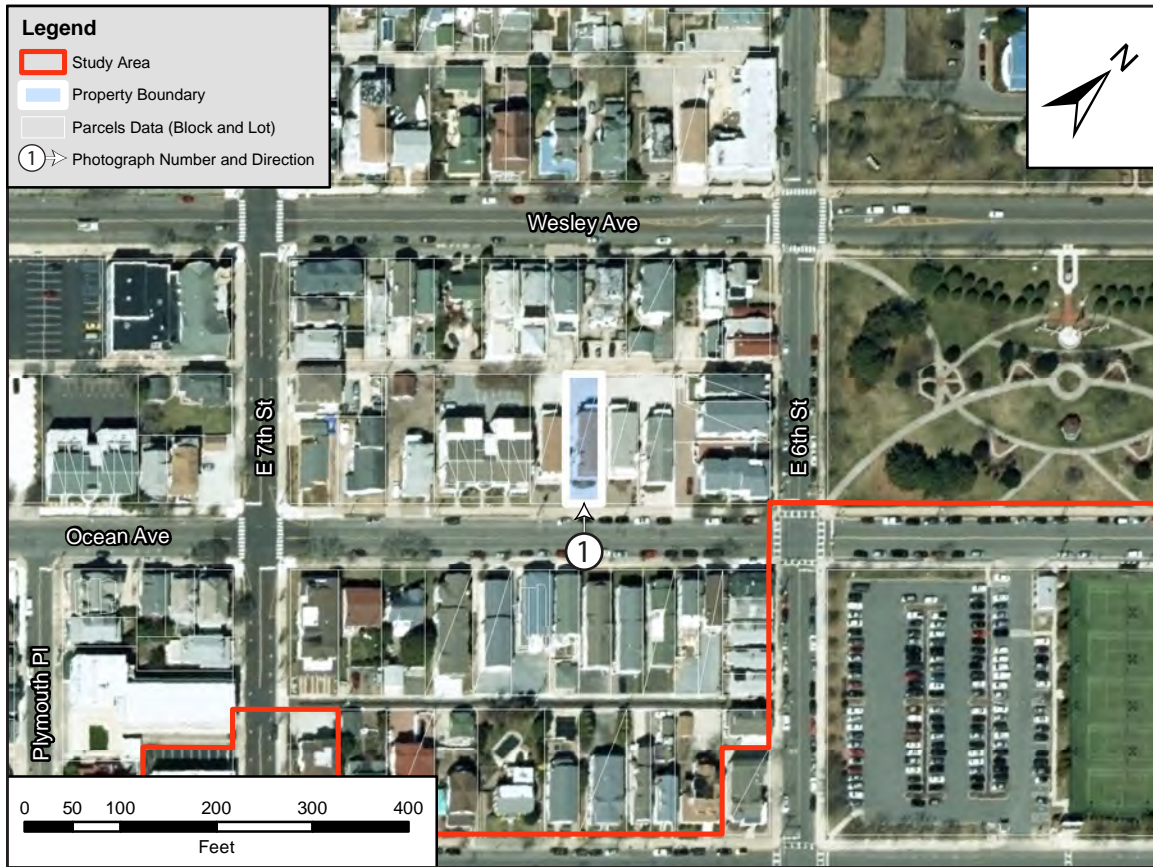 Legend
Study Area
Property Boundary
Parcels Data (Block and Lot)
1 Photograph Number and Direction
N
Wesley Ave
E 7th St
E 6th St
Ocean Ave
1
Plymouth Pl
0 50 100 200 300 400
Feet